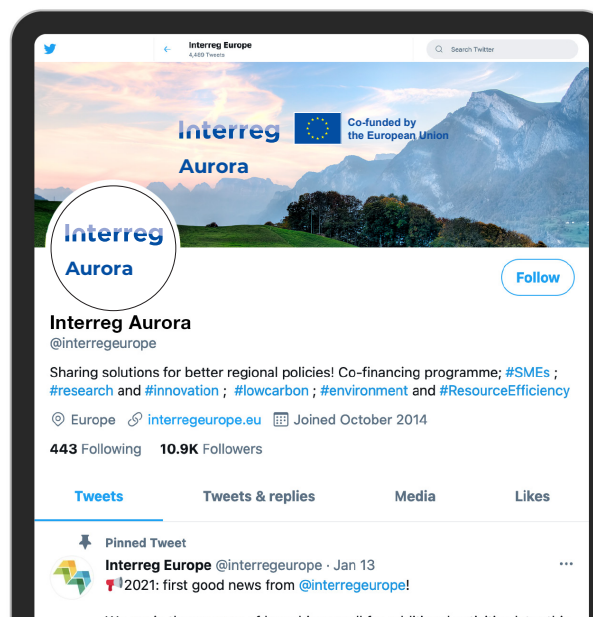 Interreg Europe
4,469 Tweets
Search Twitter
Interreg
Co-funded by
the European Union
Aurora
Interreg
Aurora
Follow
Interreg Aurora
@interregeurope
Sharing solutions for better regional policies! Co-financing programme; #SMEs ;
#research and #innovation ; #lowcarbon ; #environment and #ResourceEfficiency
Europe interregeurope.eu Joined October 2014
443 Following 10.9K Followers
Tweets Tweets & replies Media Likes
Pinned Tweet
Interreg Europe @interregeurope · Jan 13
2021: first good news from @interregeurope!